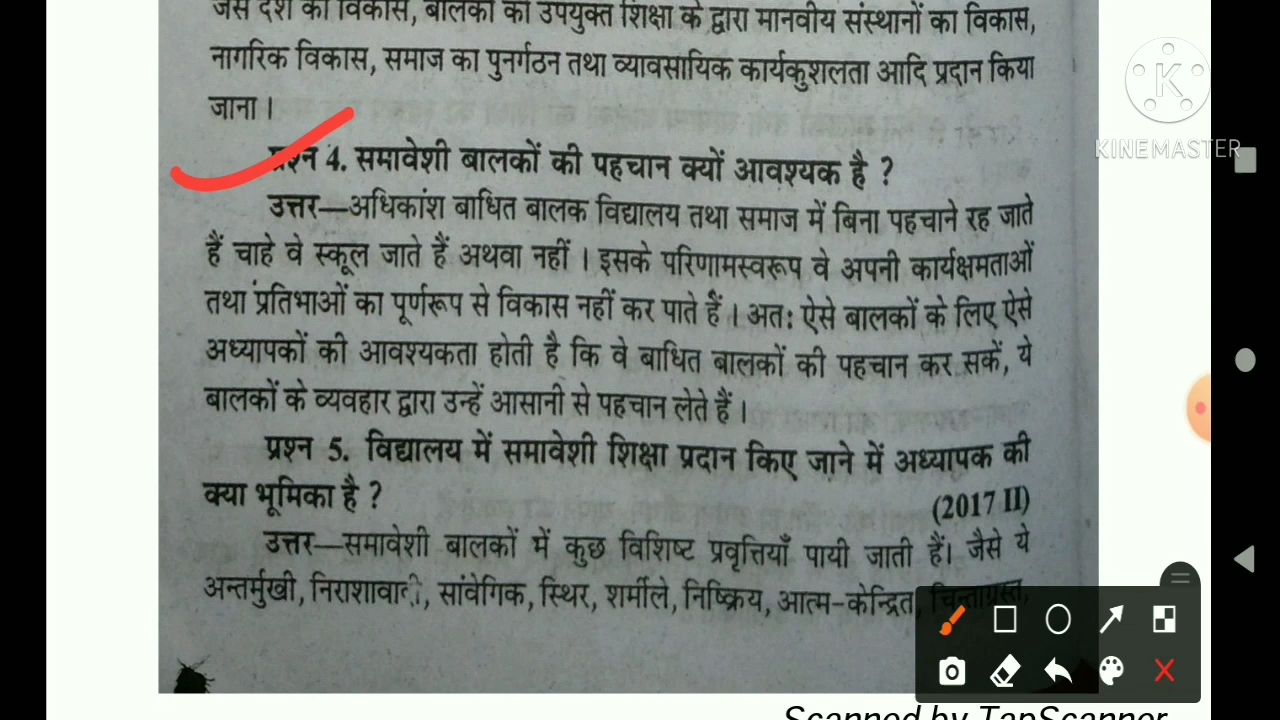 जैसे देश का विकास, बालकों को उपयुक्त शिक्षा के द्वारा मानवीय संस्थानों का विकास,
नागरिक विकास, समाज का पुनर्गठन तथा व्यावसायिक कार्यकुशलता आदि प्रदान किया
जाना ।
प्रश्न 4. समावेशी बालकों की पहचान क्यों आवश्यक है ?
उत्तर—अधिकांश बाधित बालक विद्यालय तथा समाज में बिना पहचाने रह जाते
हैं चाहे वे स्कूल जाते हैं अथवा नहीं । इसके परिणामस्वरूप वे अपनी कार्यक्षमताओं
तथा प्रतिभाओं का पूर्णरूप से विकास नहीं कर पाते हैं । अतः ऐसे बालकों के लिए ऐसे
अध्यापकों की आवश्यकता होती है कि वे बाधित बालकों की पहचान कर सकें, ये
बालकों के व्यवहार द्वारा उन्हें आसानी से पहचान लेते हैं ।
प्रश्न 5. विद्यालय में समावेशी शिक्षा प्रदान किए जाने में अध्यापक की
क्या भूमिका है ?
(2017 II)
उत्तर—समावेशी बालकों में कुछ विशिष्ट प्रवृत्तियाँ पायी जाती हैं। जैसे ये
अन्तर्मुखी, निराशावादी, सांवेगिक, स्थिर, शर्मीले, निष्क्रिय, आत्म-केन्द्रित, चिन्ताग्रस्त,
K
KINEMASTER
Scanned by TapScanner